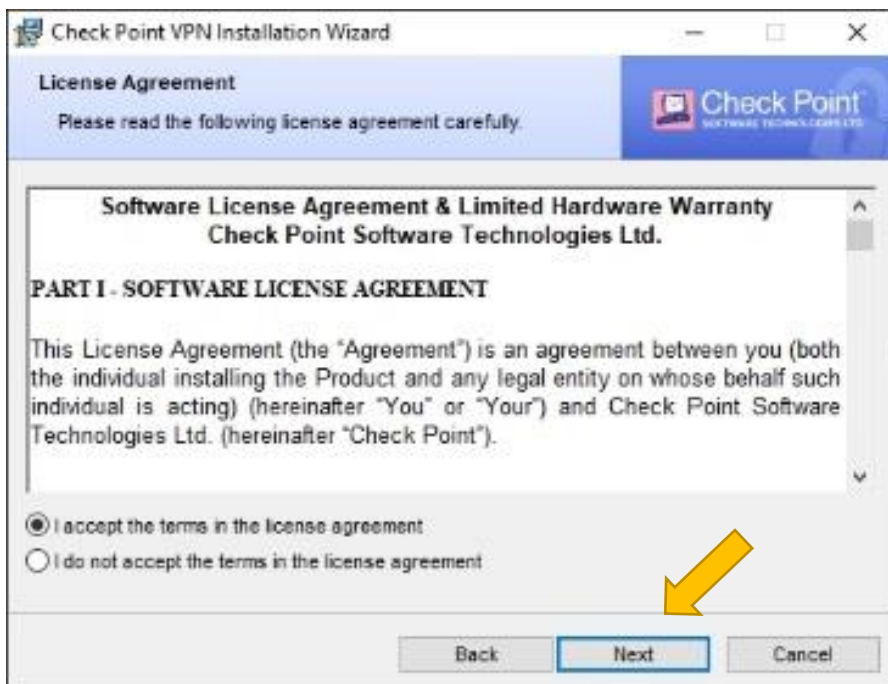 Check Point VPN Installation Wizard
License Agreement
Please read the following license agreement carefully.
Check Point
SOFTWARE TECHNOLOGIES LTD.
Software License Agreement & Limited Hardware Warranty
Check Point Software Technologies Ltd.
PART I - SOFTWARE LICENSE AGREEMENT
This License Agreement (the “Agreement”) is an agreement between you (both
the individual installing the Product and any legal entity on whose behalf such
individual is acting) (hereinafter “You” or “Your”) and Check Point Software
Technologies Ltd. (hereinafter “Check Point”).
I accept the terms in the license agreement
I do not accept the terms in the license agreement
Back
Next
Cancel